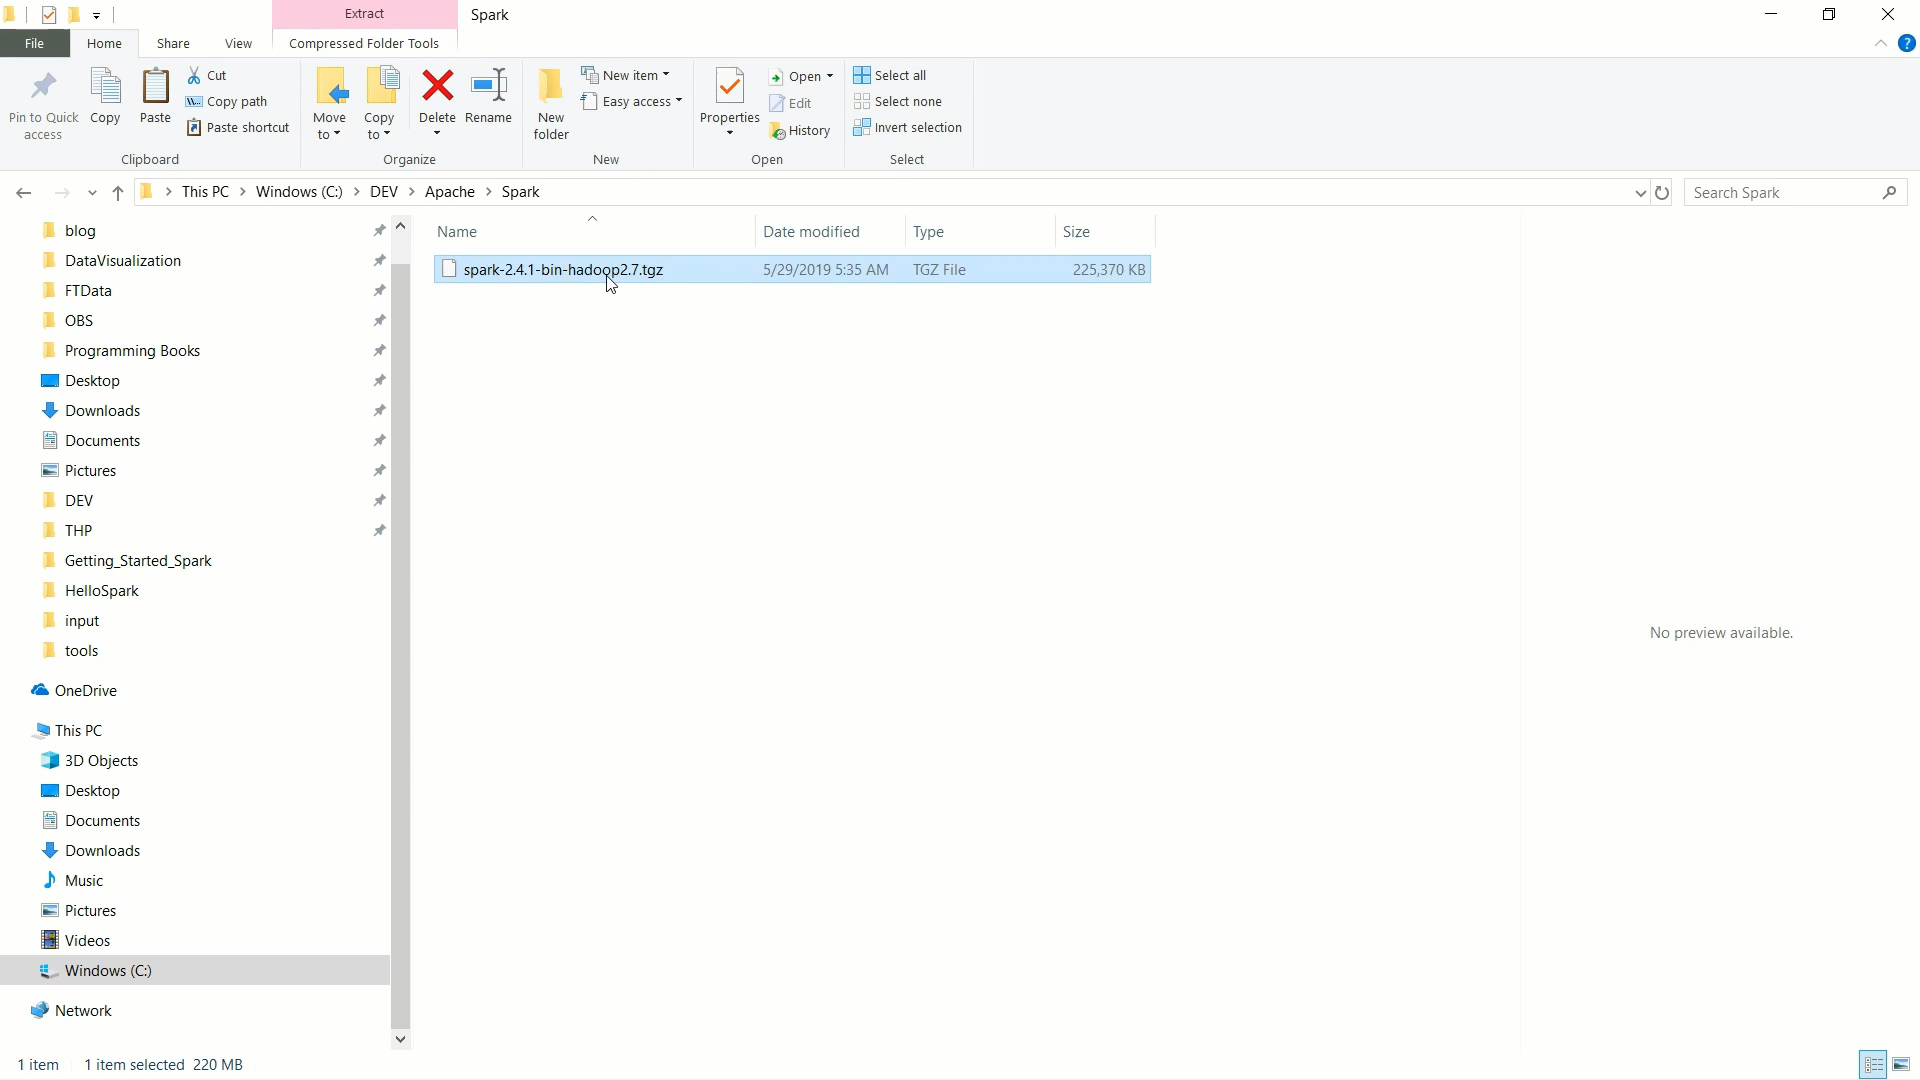 Extract
Spark
File
Home
Share
View
Compressed Folder Tools
Pin to Quick
access
Copy
Paste
Cut
Copy path
Paste shortcut
Clipboard
Move
to
Copy
to
Delete
Rename
Organize
New
folder
New item
Easy access
New
Properties
Open
Edit
History
Open
Select all
Select none
Invert selection
Select
This PC > Windows (C:) > DEV > Apache > Spark
Search Spark
blog
DataVisualization
FTData
OBS
Programming Books
Desktop
Downloads
Documents
Pictures
DEV
THP
Getting_Started_Spark
HelloSpark
input
tools
OneDrive
This PC
3D Objects
Desktop
Documents
Downloads
Music
Pictures
Videos
Windows (C:)
Network
Name Date modified Type Size
spark-2.4.1-bin-hadoop2.7.tgz 5/29/2019 5:35 AM TGZ File 225,370 KB
No preview available.
1 item 1 item selected 220 MB